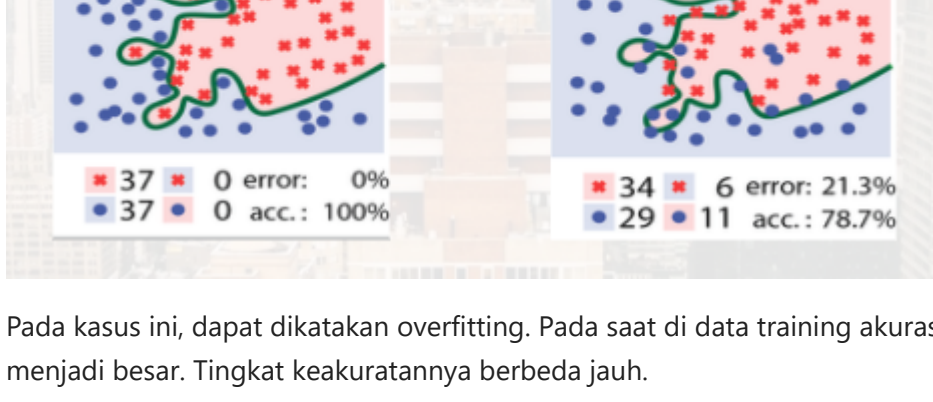 37 0 error: 0%
37 0 acc.: 100%
34 6 error: 21.3%
29 11 acc.: 78.7%
Pada kasus ini, dapat dikatakan overfitting. Pada saat di data training akuras
menjadi besar. Tingkat keakuratannya berbeda jauh.